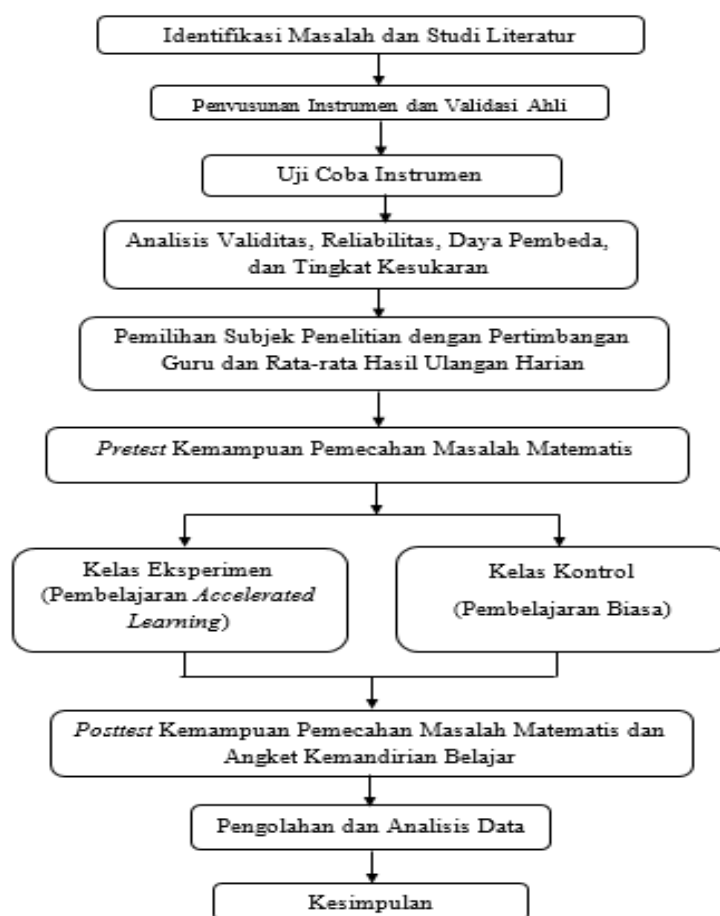 Identifikasi Masalah dan Studi Literatur
Penvusunan Instrumen dan Validasi Ahli
Uji Coba Instrumen
Analisis Validitas, Reliabilitas, Daya Pembeda,
dan Tingkat Kesukaran
Pemilihan Subjek Penelitian dengan Pertimbangan
Guru dan Rata-rata Hasil Ulangan Harian
Pretest Kemampuan Pemecahan Masalah Matematis
Kelas Eksperimen
(Pembelajaran Accelerated
Learning)
Kelas Kontrol
(Pembelajaran Biasa)
Posttest Kemampuan Pemecahan Masalah Matematis dan
Angket Kemandirian Belajar
Pengolahan dan Analisis Data
Kesimpulan